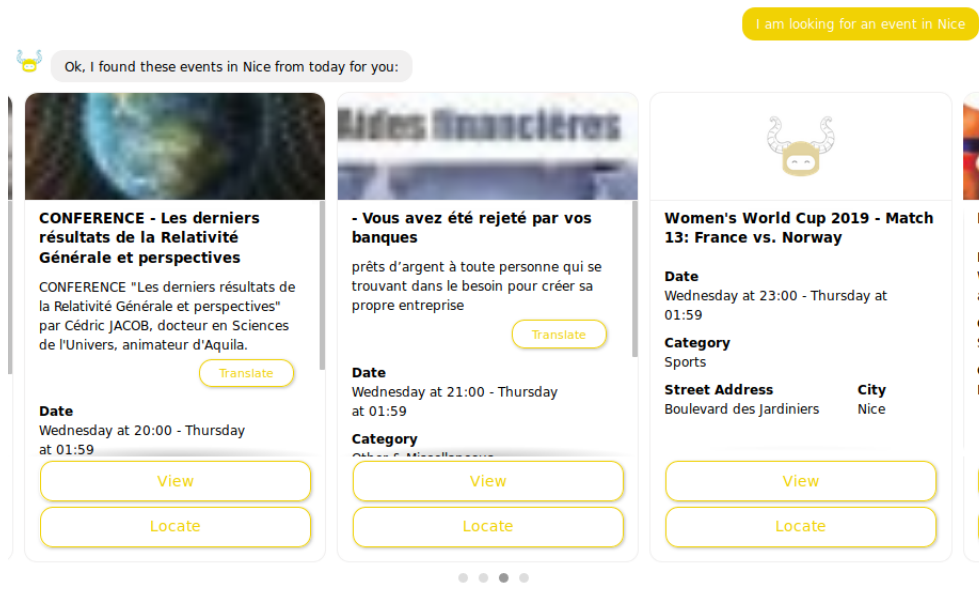 I am looking for an event in Nice
Ok, I found these events in Nice from today for you:
CONFERENCE - Les derniers
résultats de la Relativité
Générale et perspectives
CONFERENCE "Les derniers résultats de
la Relativité Générale et perspectives"
par Cédric JACOB, docteur en Sciences
de l'Univers, animateur d'Aquila.
Translate
Date
Wednesday at 20:00 - Thursday
at 01:59
View
Locate
Aides financières
- Vous avez été rejeté par vos
banques
prêts d’argent à toute personne qui se
trouvant dans le besoin pour créer sa
propre entreprise
Translate
Date
Wednesday at 21:00 - Thursday
at 01:59
Category
Other & Miscellaneous
View
Locate
Women's World Cup 2019 - Match
13: France vs. Norway
Date
Wednesday at 23:00 - Thursday at
01:59
Category
Sports
Street Address City
Boulevard des Jardiniers Nice
View
Locate